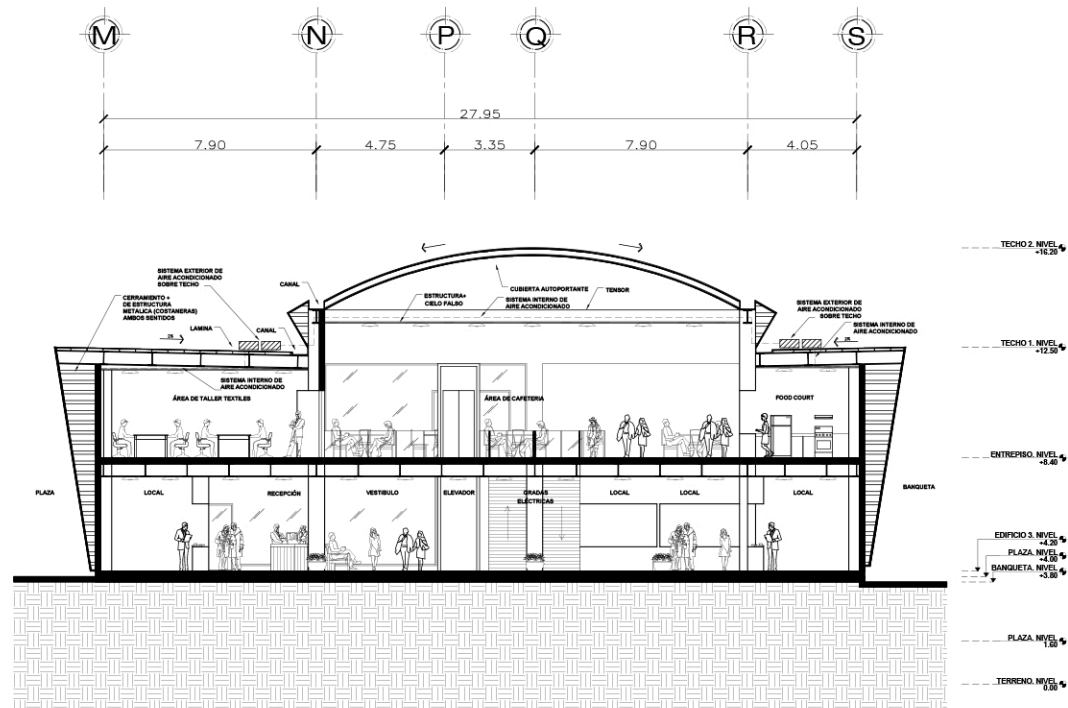 M N P Q R S
27.95
7.90 4.75 3.35 7.90 4.05
TECHO 2. NIVEL
+16.20
SISTEMA EXTERIOR DE
AIRE ACONDICIONADO
SOBRE TECHO
CANAL
CUBIERTA AUTOPORTANTE
TENSOR
ESTRUCTURA+
CIELO FALSO
SISTEMA INTERNO DE
AIRE ACONDICIONADO
CERRAMIENTO +
DE ESTRUCTURA
METALICA (COSTANERAS)
AMBOS SENTIDOS
LAMINA
CANAL
SISTEMA EXTERIOR DE
AIRE ACONDICIONADO
SOBRE TECHO
SISTEMA INTERNO DE
AIRE ACONDICIONADO
TECHO 1. NIVEL
+12.50
SISTEMA INTERNO DE
AIRE ACONDICIONADO
ÁREA DE TALLER TEXTILES
ÁREA DE CAFETERIA
FOOD COURT
ENTREPISO. NIVEL
+8.40
PLAZA
LOCAL
RECEPCIÓN
VESTIBULO
ELEVADOR
GRADAS
ELÉCTRICAS
LOCAL
LOCAL
LOCAL
BANQUETA
EDIFICIO 3. NIVEL
+4.20
PLAZA. NIVEL
+4.00
BANQUETA. NIVEL
+3.80
PLAZA. NIVEL
1.60
TERRENO. NIVEL
0.00